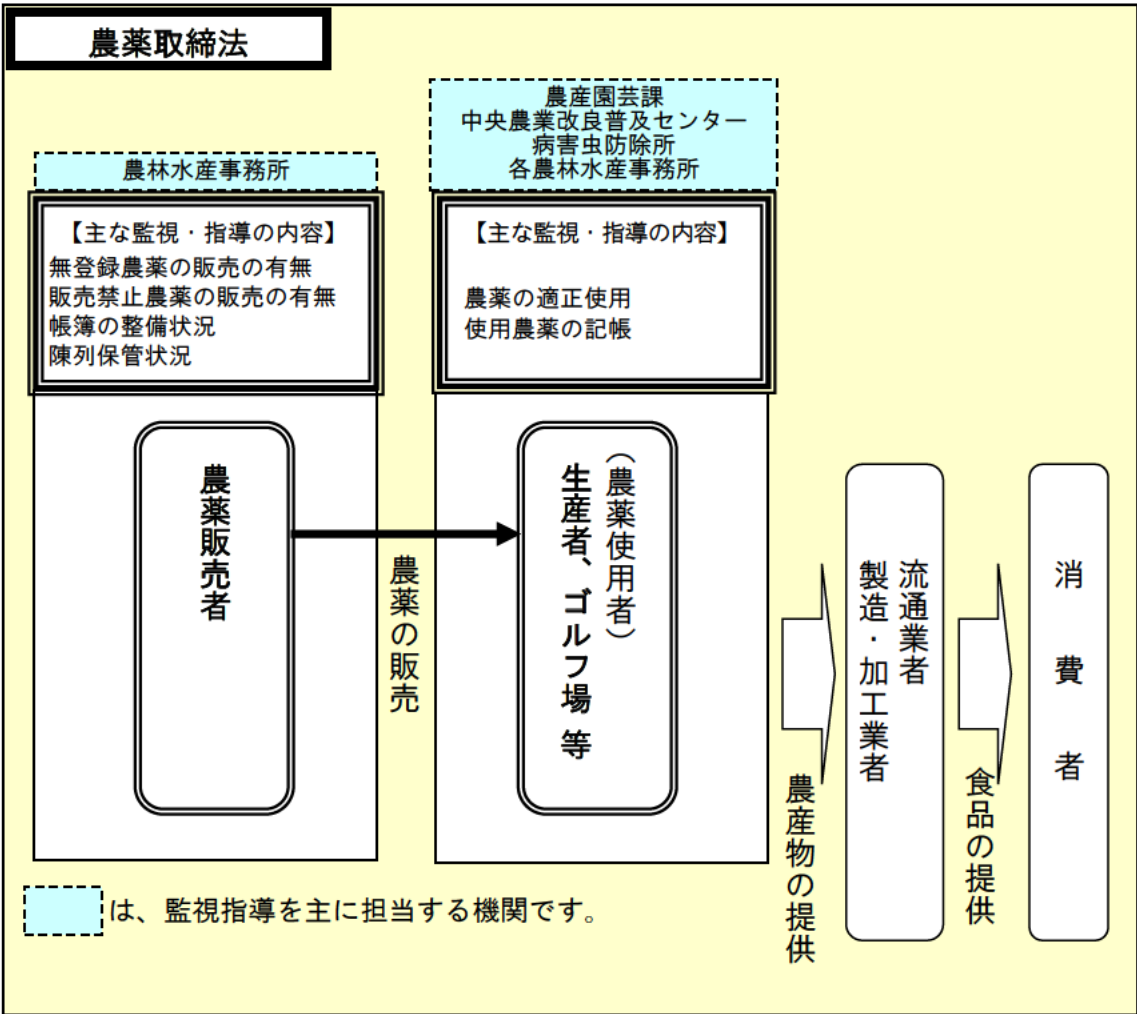 農薬取締法
農産園芸課
中央農業改良普及センター
病害虫防除所
各農林水産事務所
農林水産事務所
【主な監視・指導の内容】
無登録農薬の販売の有無
販売禁止農薬の販売の有無
帳簿の整備状況
陳列保管状況
【主な監視・指導の内容】
農薬の適正使用
使用農薬の記帳
農薬販売者
農薬の販売
（農薬使用者）
生産者、ゴルフ場 等
農産物の提供
流通業者
製造・加工業者
食品の提供
消費者
は、監視指導を主に担当する機関です。